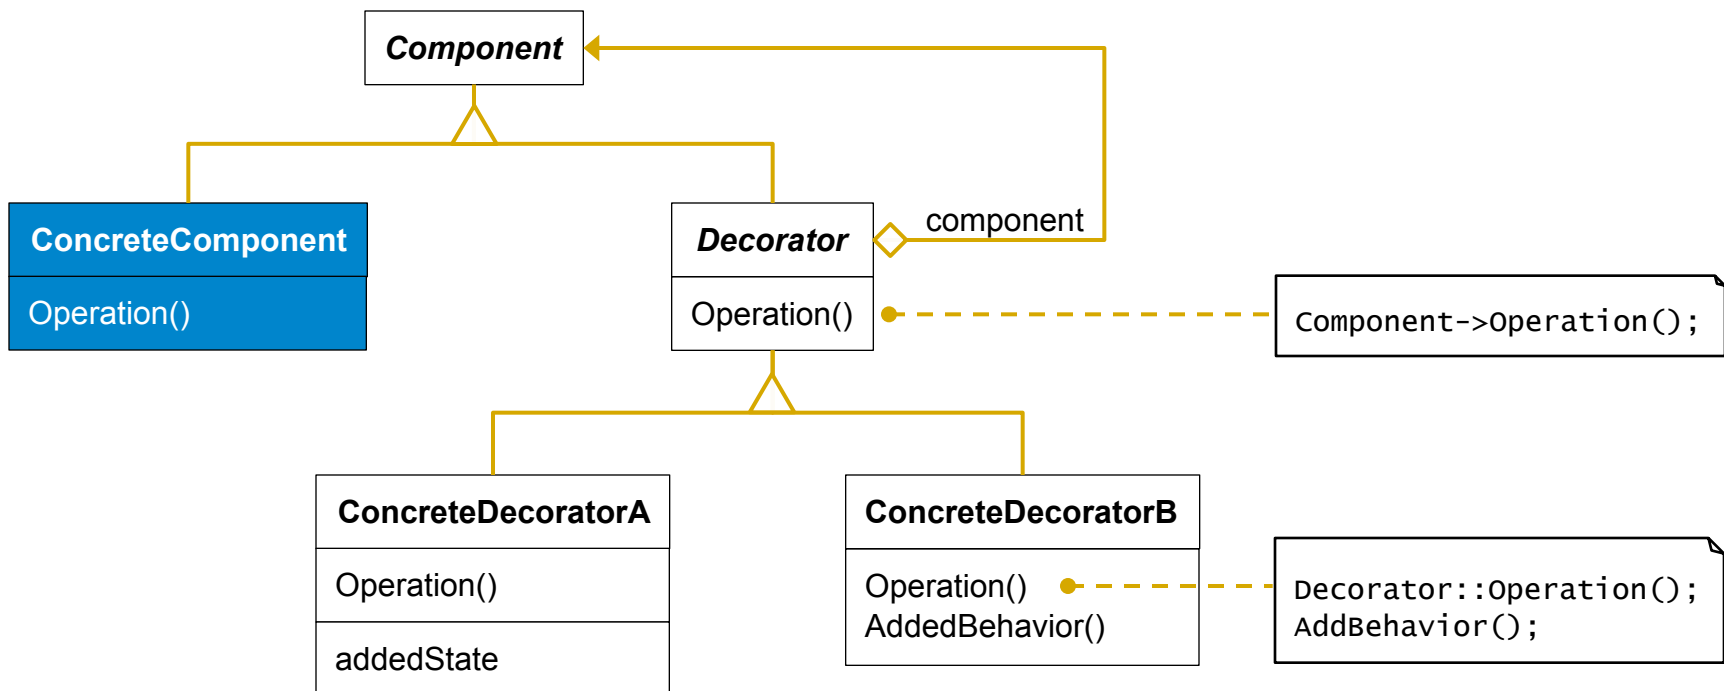 Component
ConcreteComponent
Operation()
Decorator
component
Operation()
Component->Operation();
ConcreteDecoratorA
Operation()
addedState
ConcreteDecoratorB
Operation()
AddedBehavior()
Decorator::Operation();
AddBehavior();